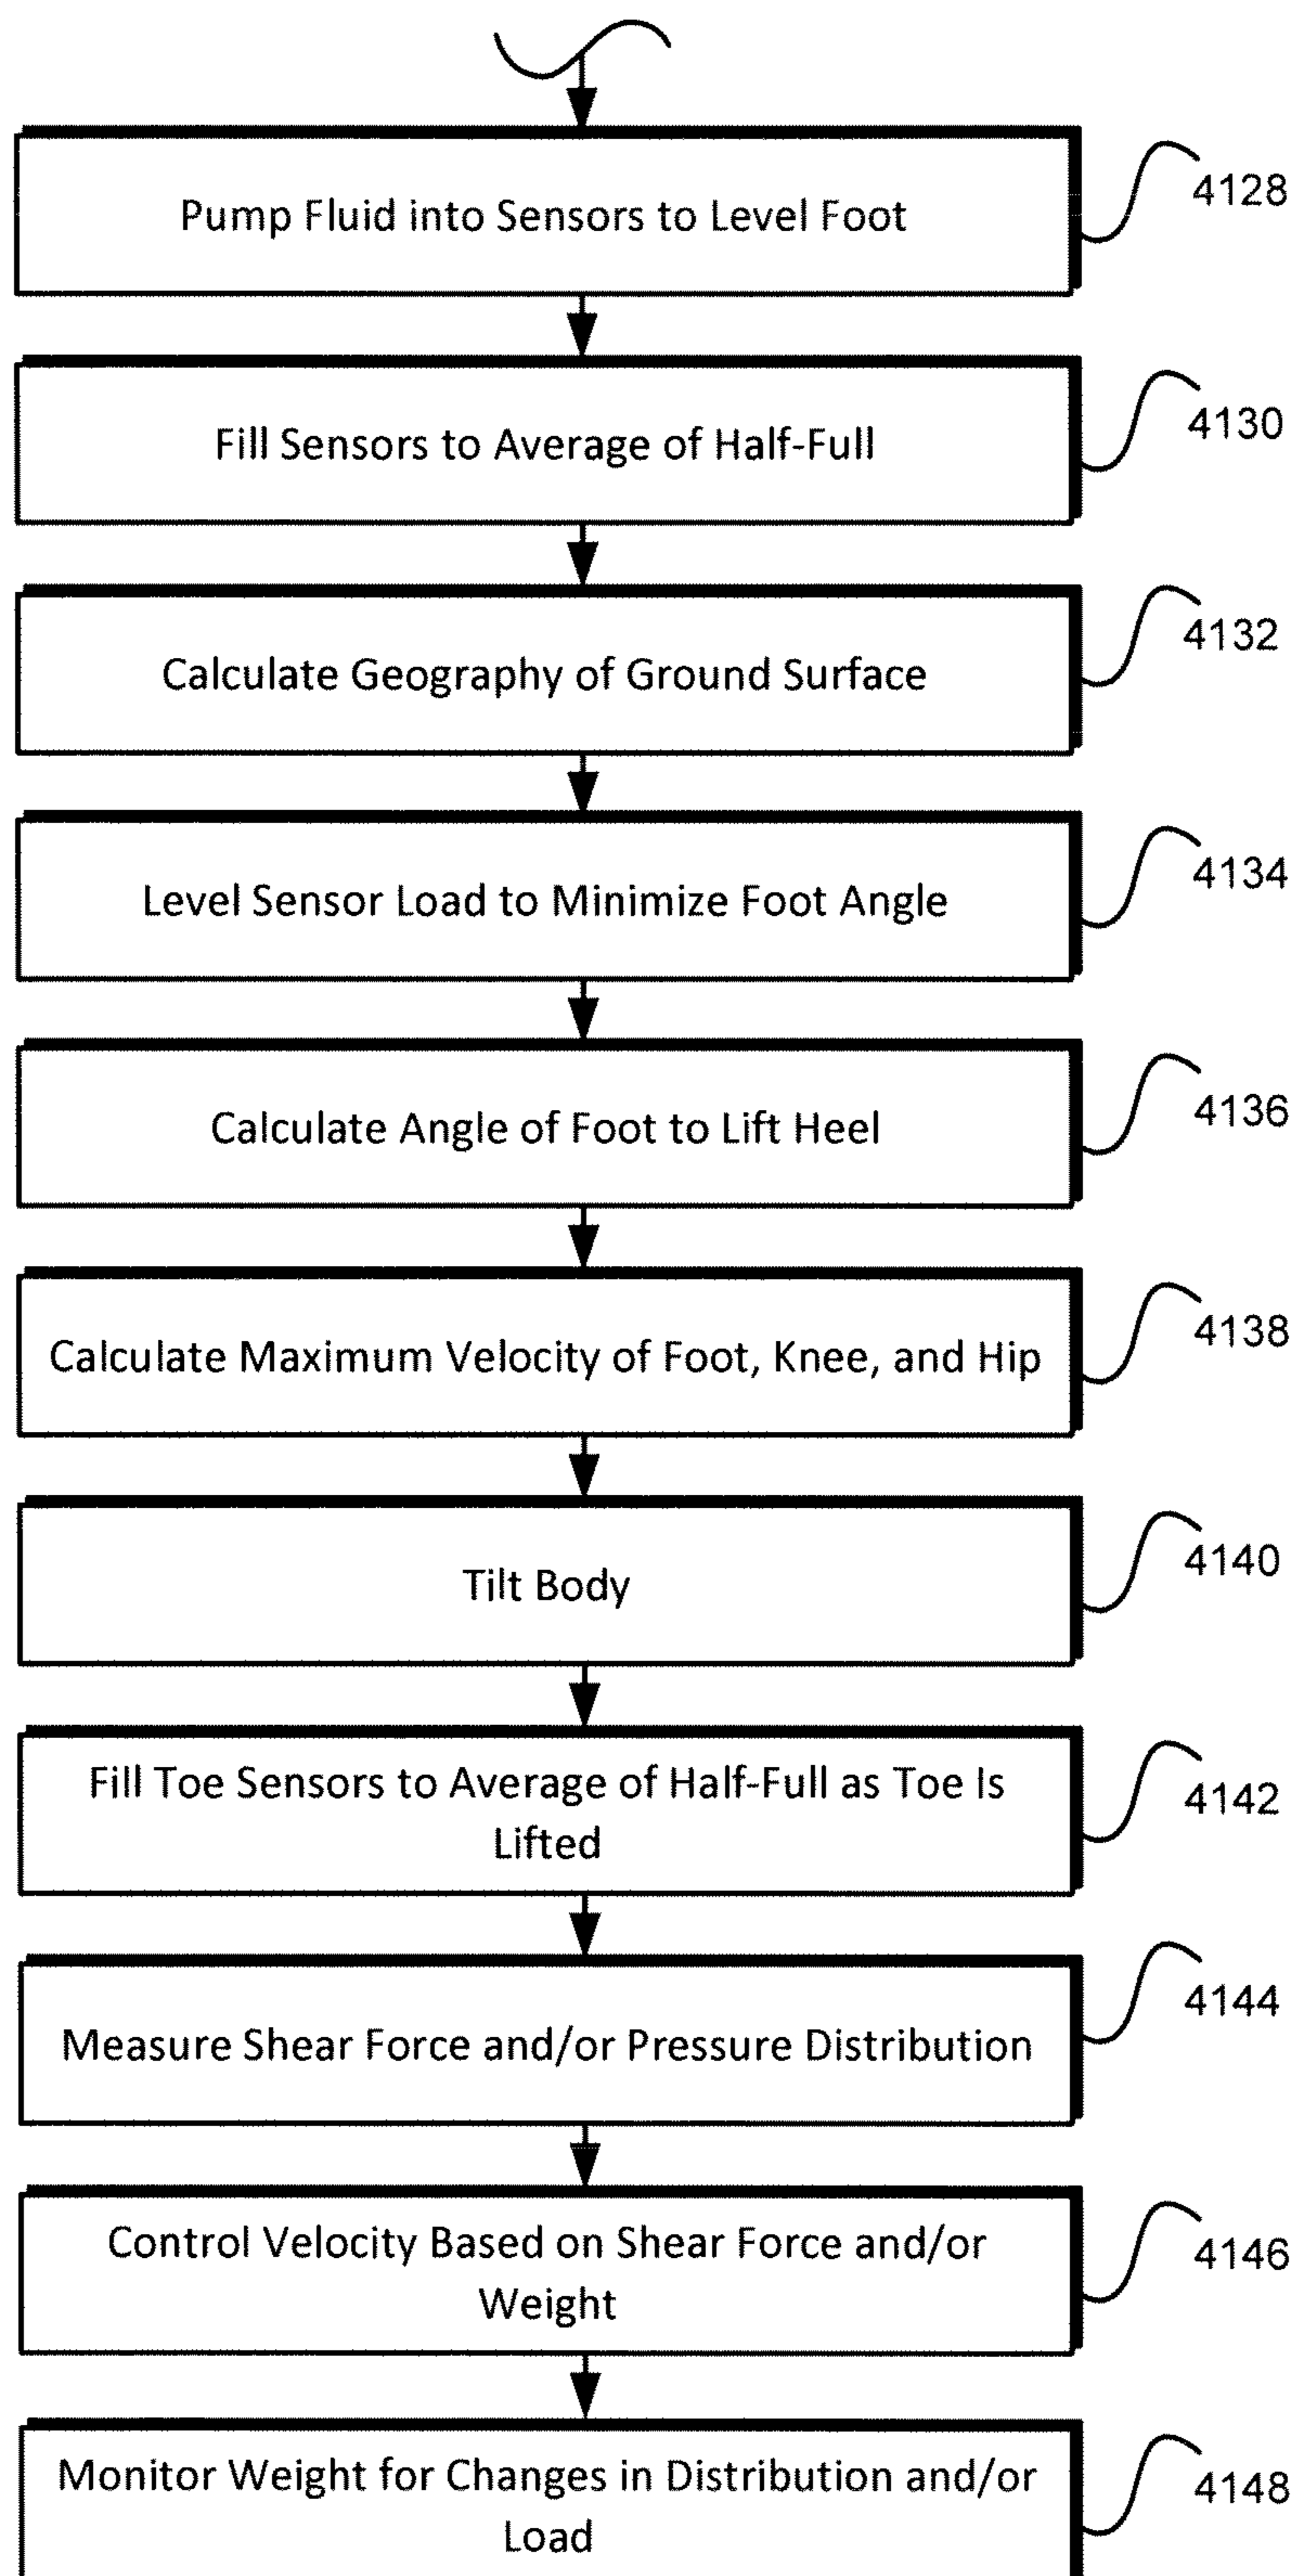 Pump Fluid into Sensors to Level Foot
4128
Fill Sensors to Average of Half-Full
4130
Calculate Geography of Ground Surface
4132
Level Sensor Load to Minimize Foot Angle
4134
Calculate Angle of Foot to Lift Heel
4136
Calculate Maximum Velocity of Foot, Knee, and Hip
4138
Tilt Body
4140
Fill Toe Sensors to Average of Half-Full as Toe Is
Lifted
4142
Measure Shear Force and/or Pressure Distribution
4144
Control Velocity Based on Shear Force and/or
Weight
4146
Monitor Weight for Changes in Distribution and/or
Load
4148